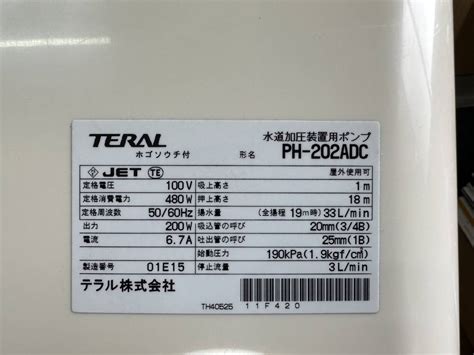 TERAL 水道加圧装置用ポンプ
ホゴソウチ付 形名 PH-202ADC
JET TE 屋外使用可
定格電圧 100V 吸上高さ 1m
定格消費電力 480W 押上高さ 18m
定格周波数 50/60Hz 揚水量 (全揚程 19m時) 33L/min
出力 200W 吸込管の呼び 20mm(3/4B)
電流 6.7A 吐出管の呼び 25mm(1B)
始動圧力 190kPa(1.9kgf/cm²)
製造番号 01E15 停止流量 3L/min
テラル株式会社
TH40525 11F420